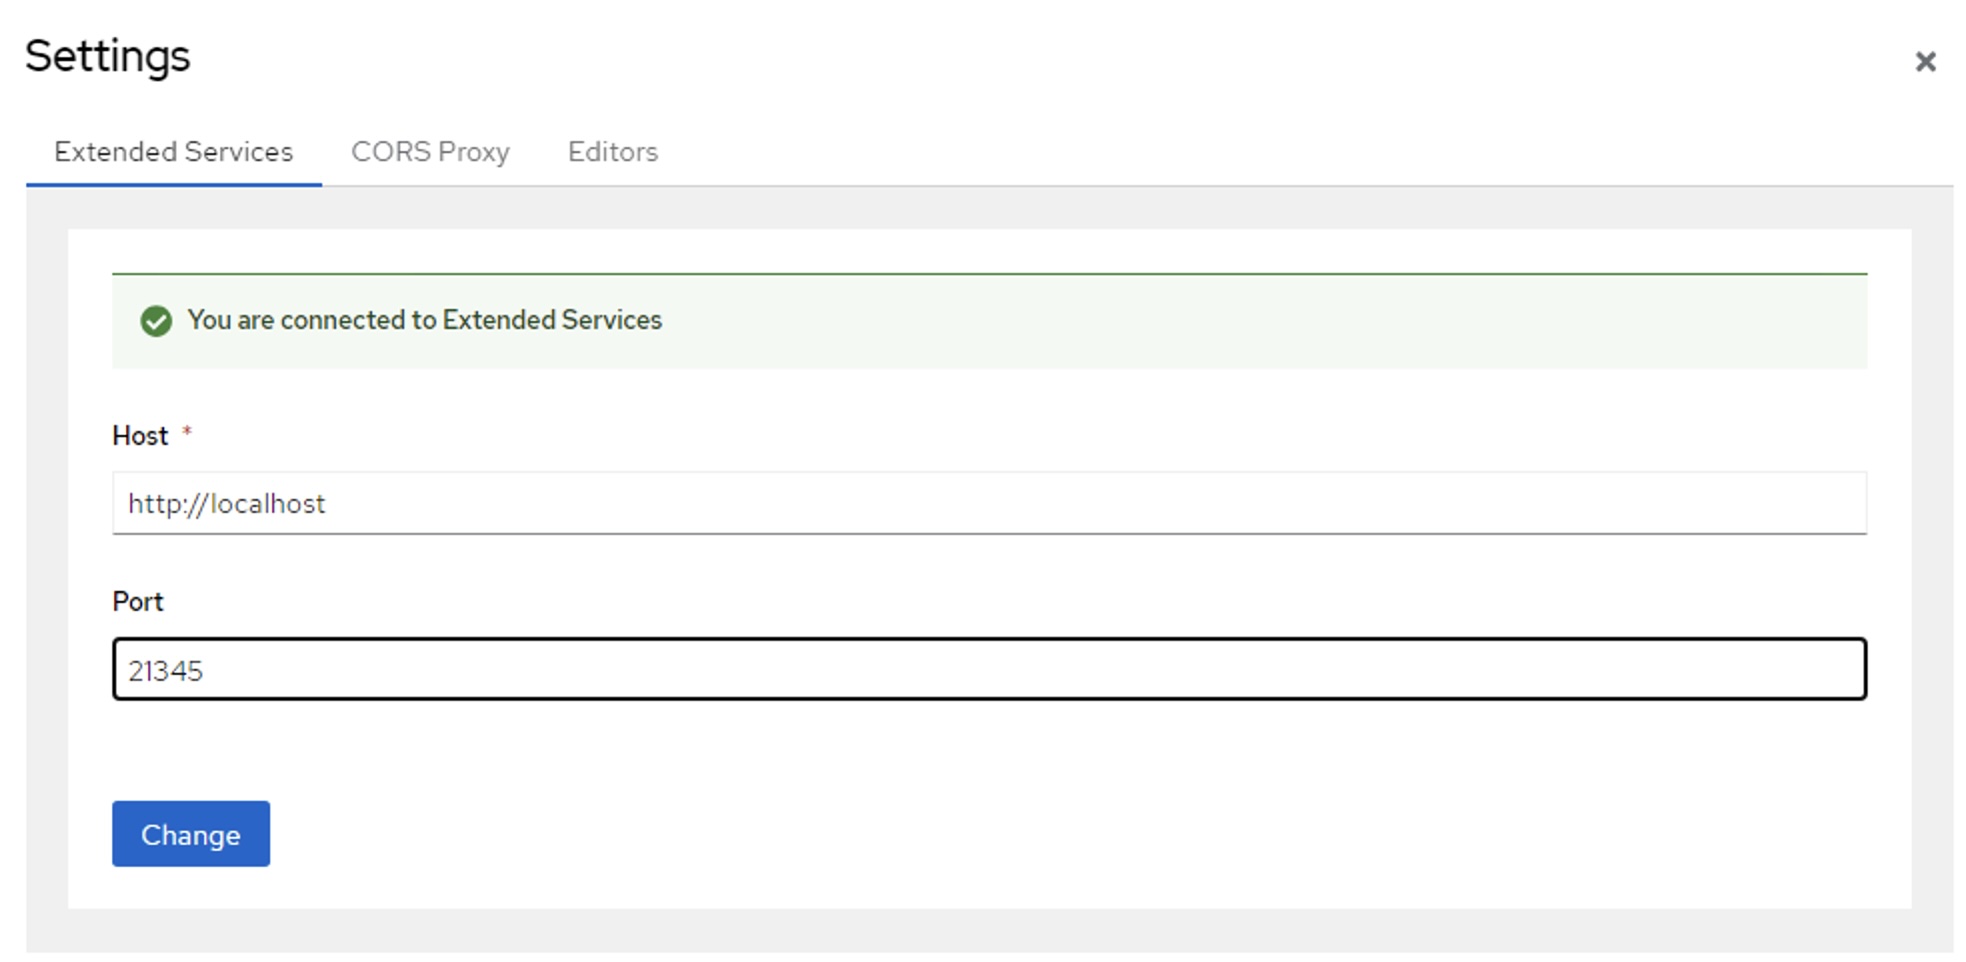 Settings
Extended Services CORS Proxy Editors
You are connected to Extended Services
Host *
http://localhost
Port
21345
Change